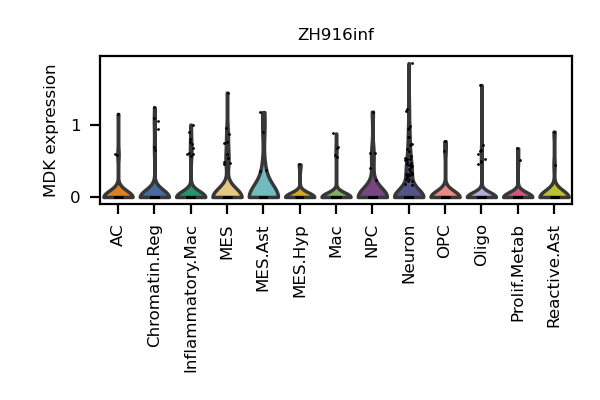 ZH916inf
MDK expression
1
0
AC
Chromatin.Reg
Inflammatory.Mac
MES
MES.Ast
MES.Hyp
Mac
NPC
Neuron
OPC
Oligo
Prolif.Metab
Reactive.Ast